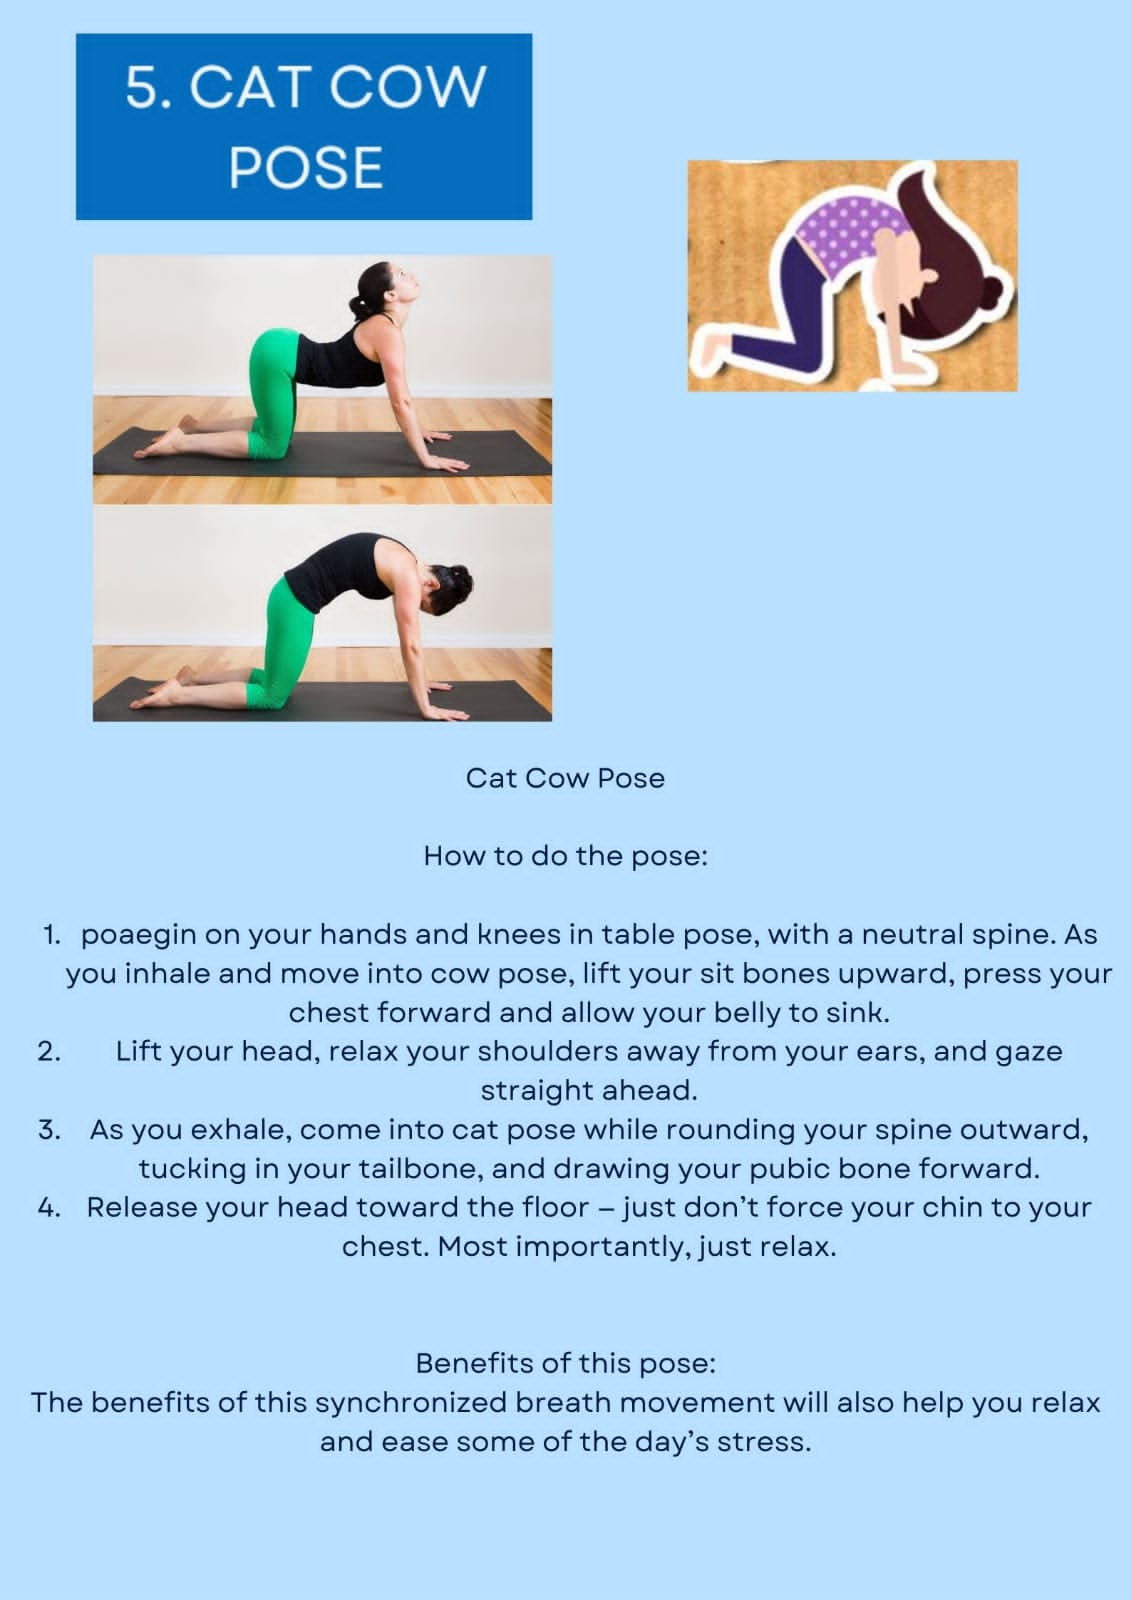 5. CAT COW
POSE
Cat Cow Pose
How to do the pose:
1. poaegin on your hands and knees in table pose, with a neutral spine. As
you inhale and move into cow pose, lift your sit bones upward, press your
chest forward and allow your belly to sink.
2. Lift your head, relax your shoulders away from your ears, and gaze
straight ahead.
3. As you exhale, come into cat pose while rounding your spine outward,
tucking in your tailbone, and drawing your pubic bone forward.
4. Release your head toward the floor – just don’t force your chin to your
chest. Most importantly, just relax.
Benefits of this pose:
The benefits of this synchronized breath movement will also help you relax
and ease some of the day’s stress.